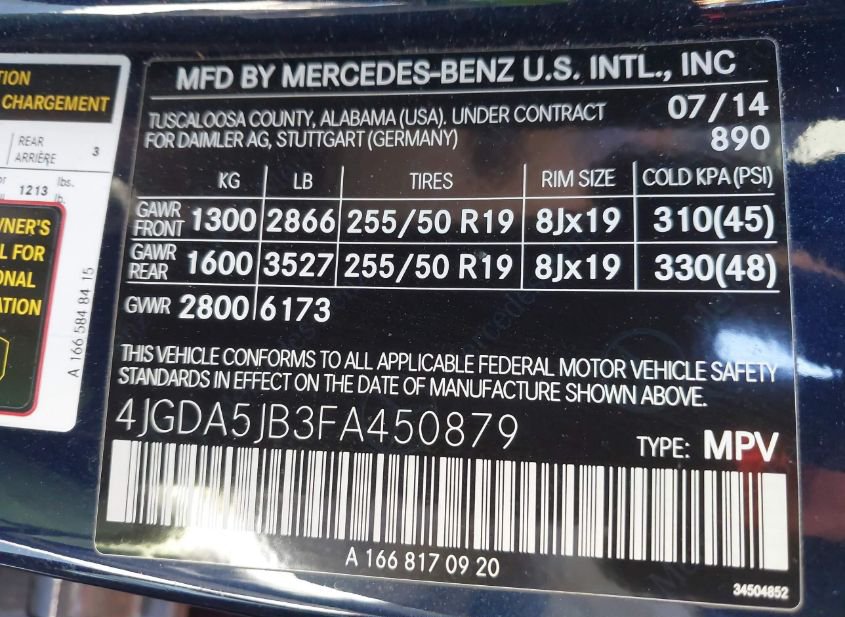 TION
CHARGEMENT
REAR
ARRIÈRE 3
1213 lbs.
lb.
WNER'S
L FOR
ONAL
ATION
A 166 584 84 15
MFD BY MERCEDES-BENZ U.S. INTL., INC
TUSCALOOSA COUNTY, ALABAMA (USA). UNDER CONTRACT 07/14
FOR DAIMLER AG, STUTTGART (GERMANY) 890
KG LB TIRES RIM SIZE COLD KPA (PSI)
GAWR FRONT 1300 2866 255/50 R19 8Jx19 310(45)
GAWR REAR 1600 3527 255/50 R19 8Jx19 330(48)
GVWR 2800 6173
THIS VEHICLE CONFORMS TO ALL APPLICABLE FEDERAL MOTOR VEHICLE SAFETY
STANDARDS IN EFFECT ON THE DATE OF MANUFACTURE SHOWN ABOVE.
4JGDA5JB3FA450879
TYPE: MPV
A 166 817 09 20
34504852